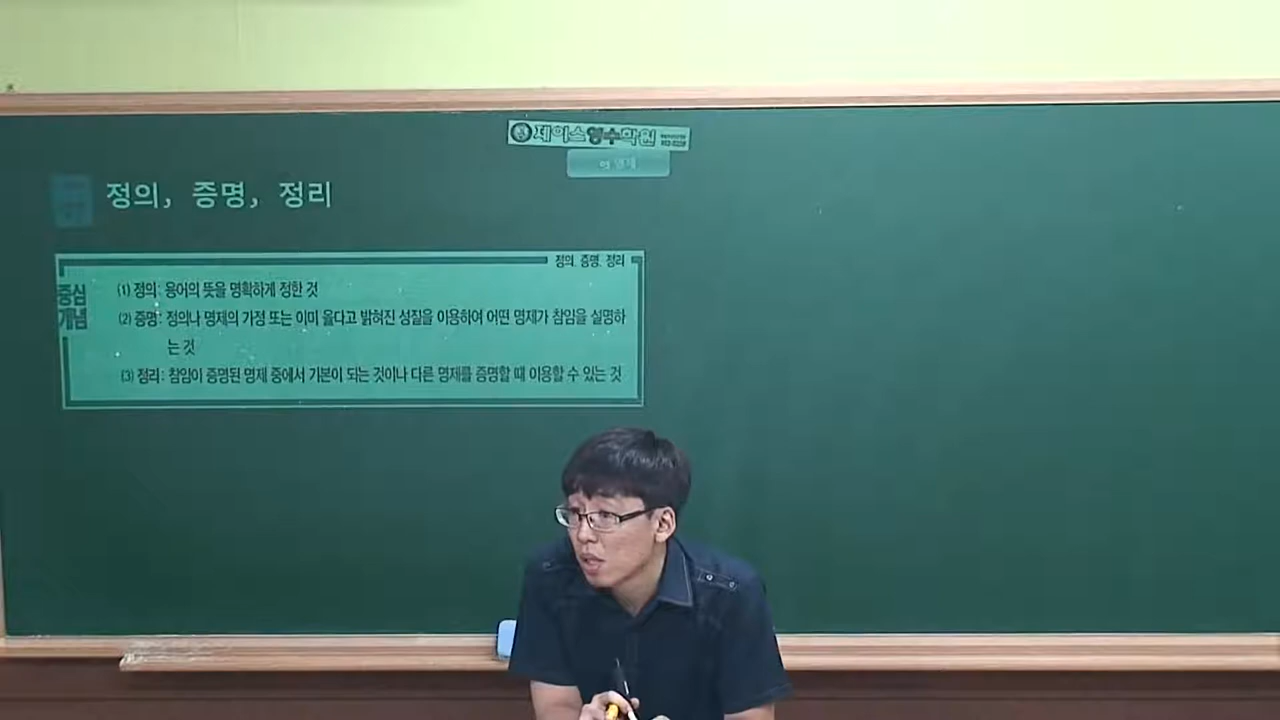 제이스영수학원
명제
정의, 증명, 정리
정의, 증명, 정리
중심
개념
(1) 정의: 용어의 뜻을 명확하게 정한 것
(2) 증명: 정의나 명제의 가정 또는 이미 옳다고 밝혀진 성질을 이용하여 어떤 명제가 참임을 설명하
는 것
(3) 정리: 참임이 증명된 명제 중에서 기본이 되는 것이나 다른 명제를 증명할 때 이용할 수 있는 것